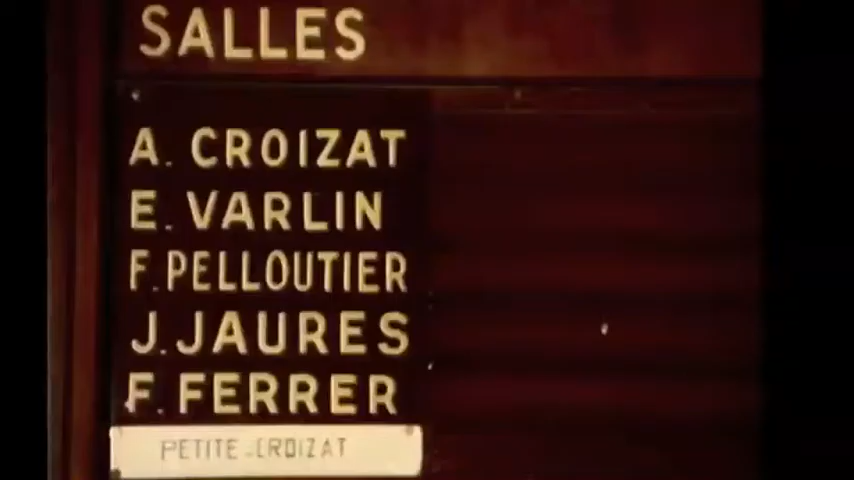 SALLES
A. CROIZAT
E. VARLIN
F. PELLOUTIER
J. JAURES
F. FERRER
PETITE CROIZAT